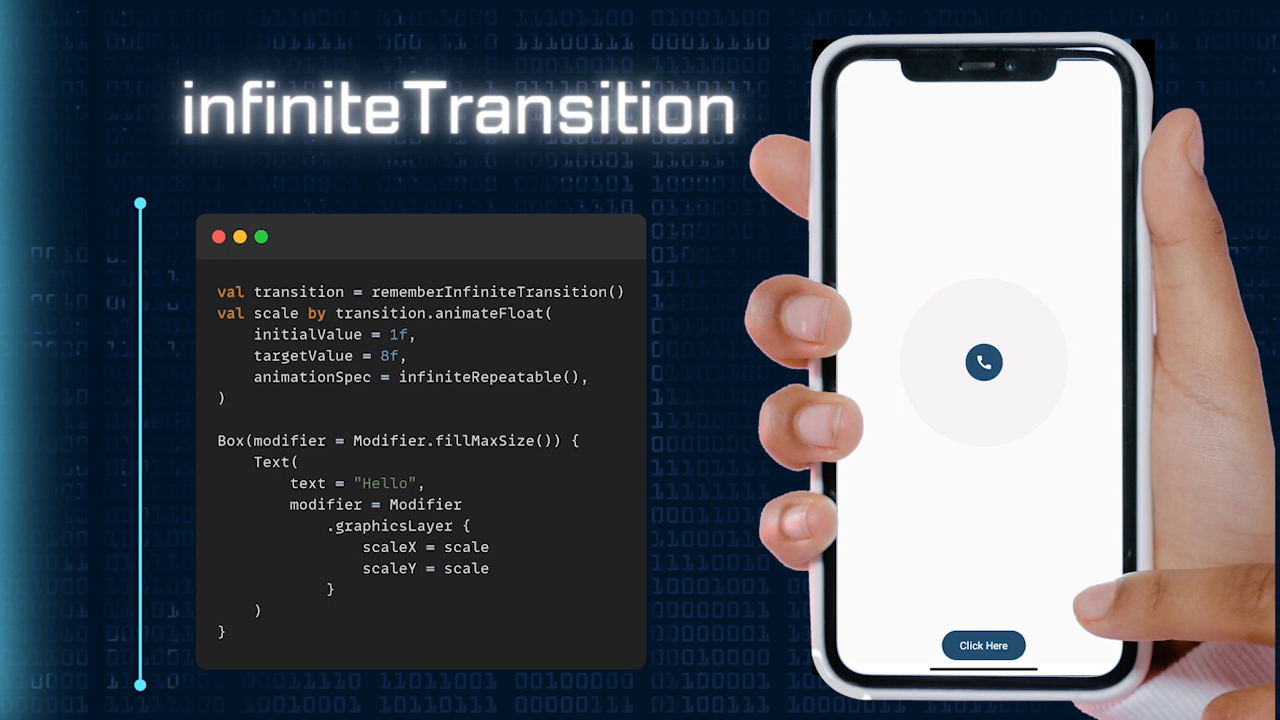 infiniteTransition
val transition = rememberInfiniteTransition()
val scale by transition.animateFloat(
    initialValue = 1f,
    targetValue = 8f,
    animationSpec = infiniteRepeatable(),
)
Box(modifier = Modifier.fillMaxSize()) {
    Text(
        text = "Hello",
        modifier = Modifier
            .graphicsLayer {
                scaleX = scale
                scaleY = scale
            }
    )
}
Click Here